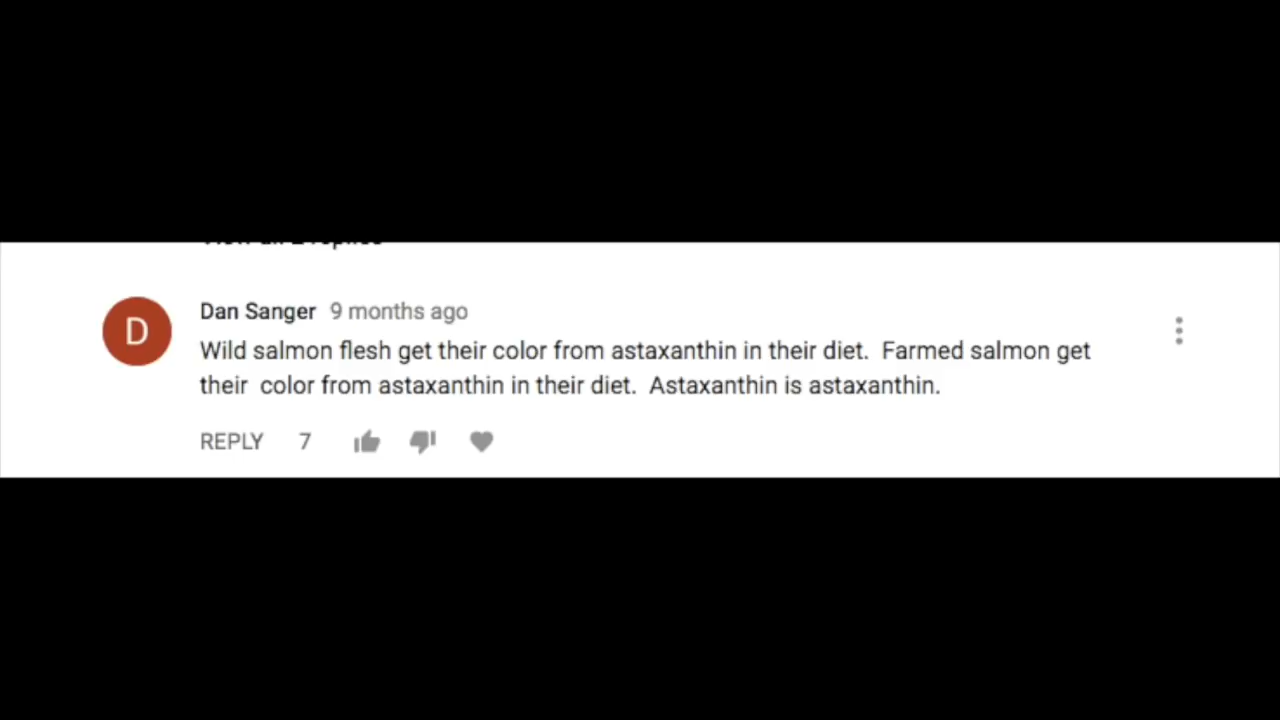 Dan Sanger 9 months ago
D
Wild salmon flesh get their color from astaxanthin in their diet.  Farmed salmon get
their  color from astaxanthin in their diet.  Astaxanthin is astaxanthin.
REPLY 7